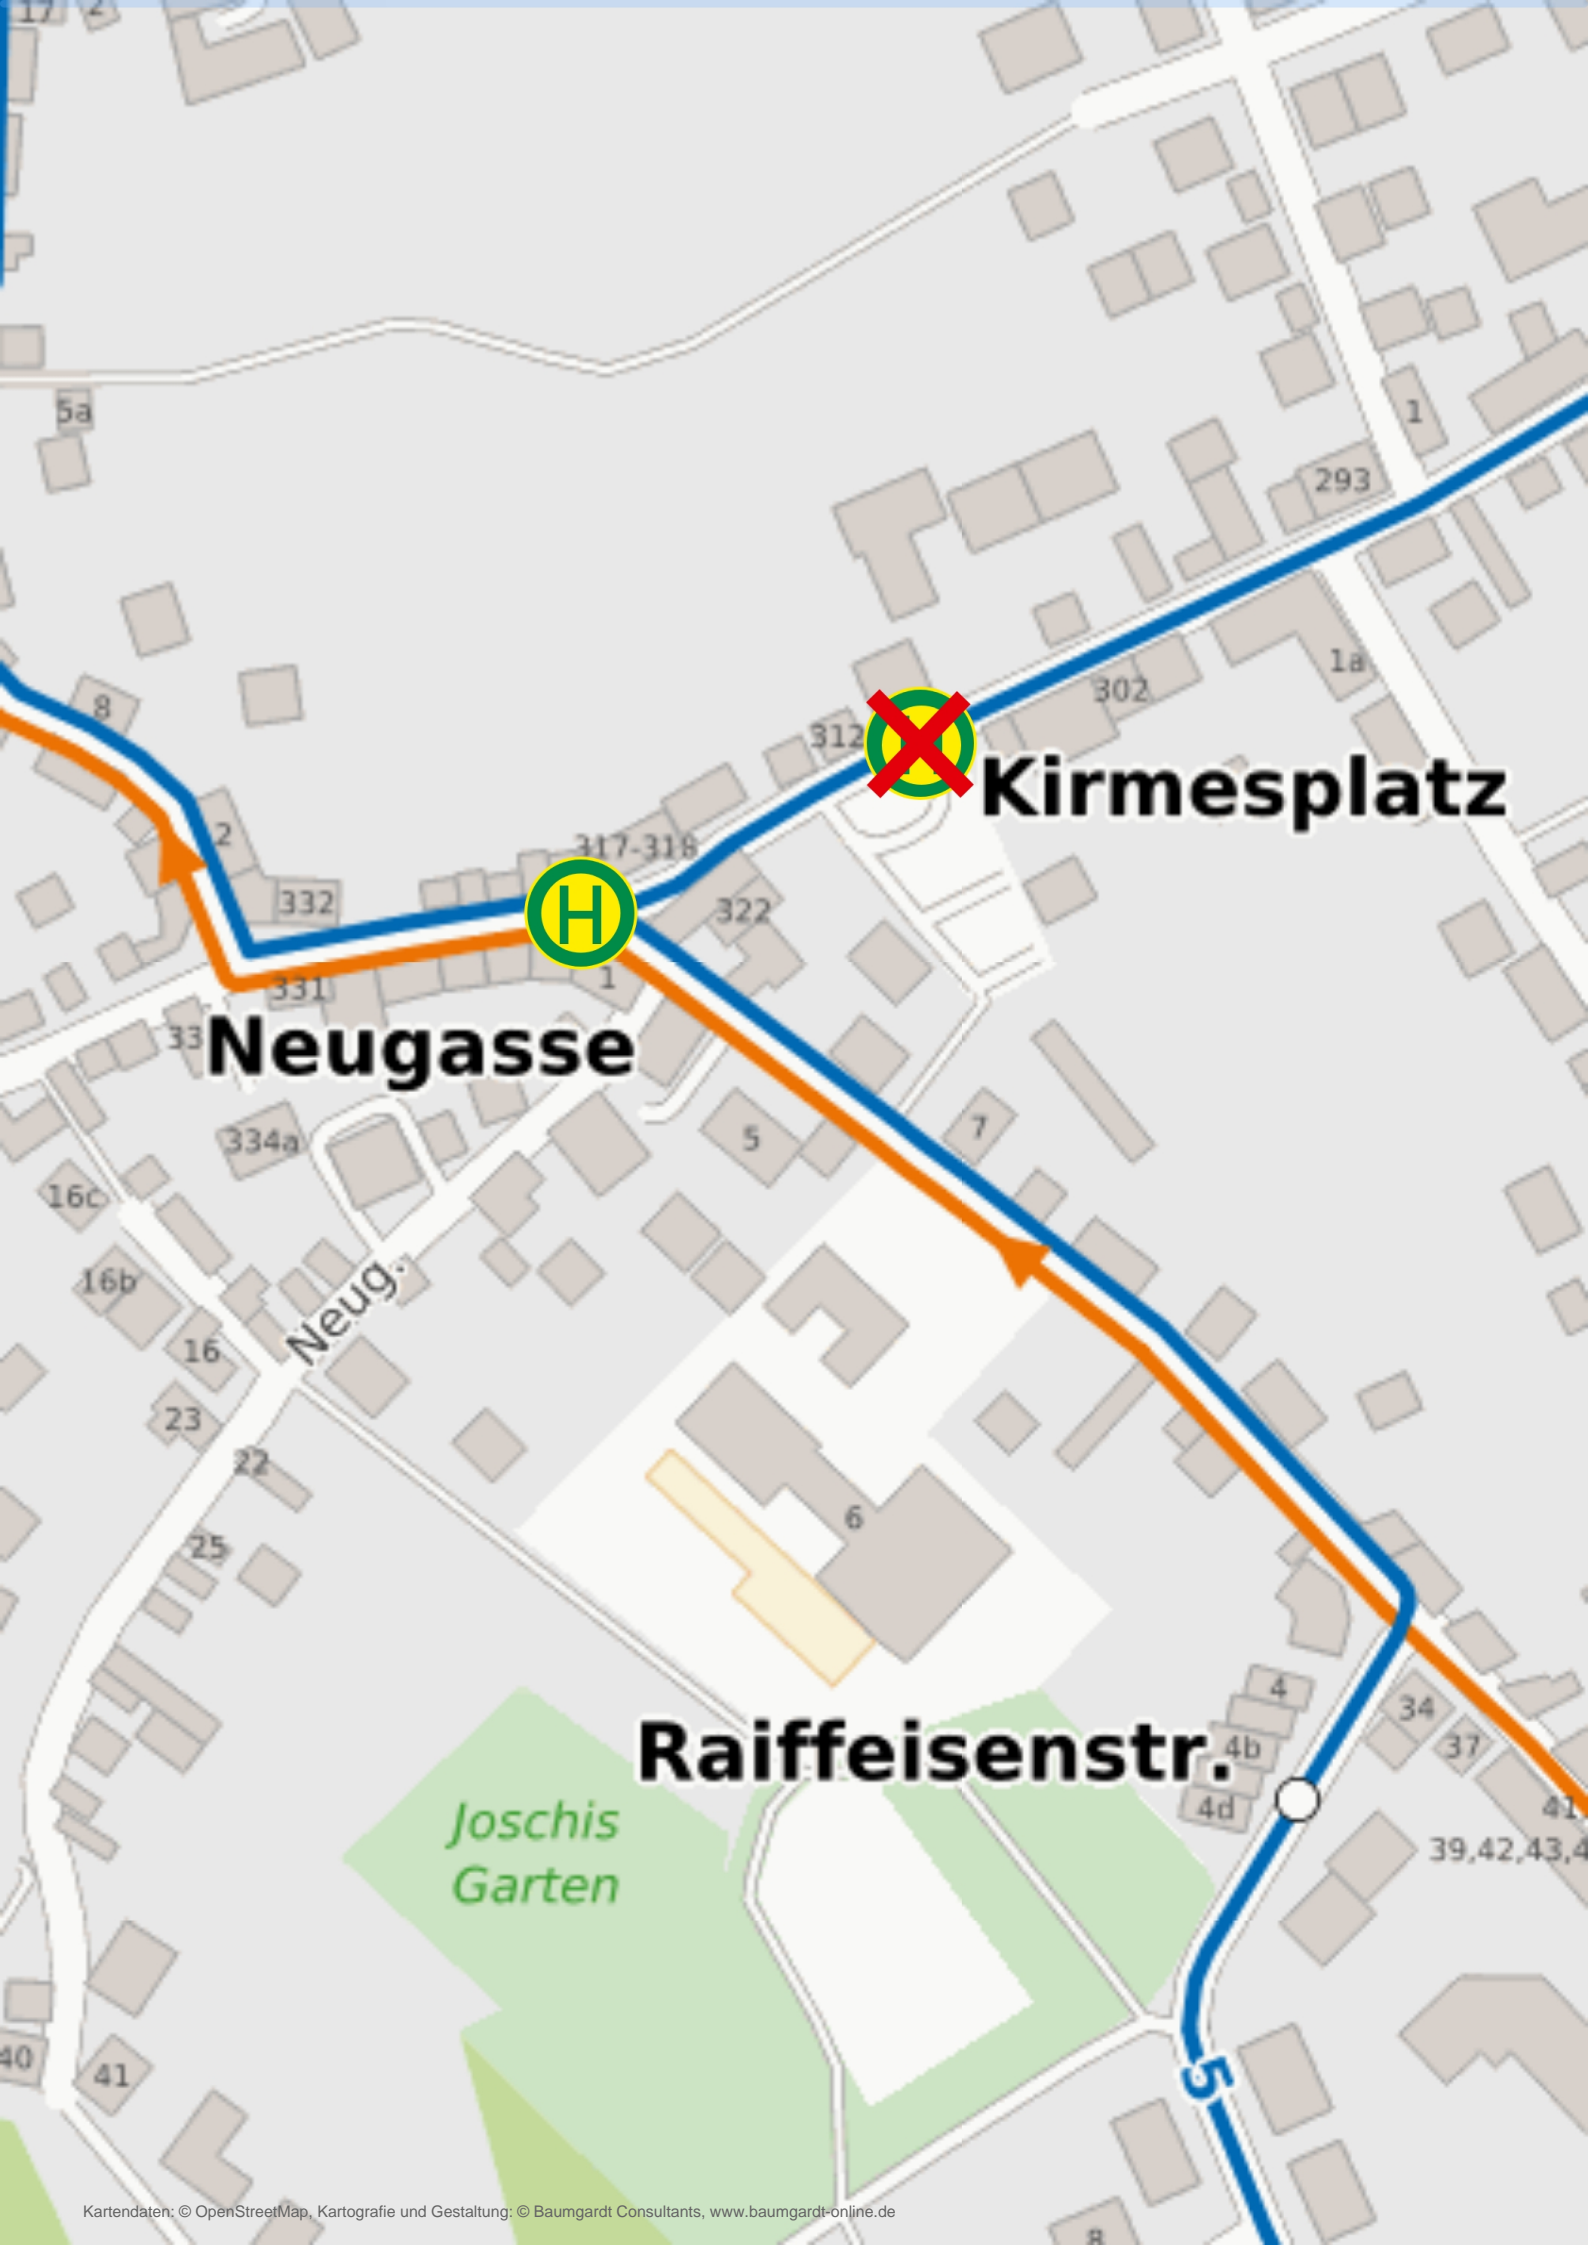 17
2
5a
1
293
1a
302
8
312
Kirmesplatz
2
317-318
H
332
322
331
1
33
Neugasse
334a
5
7
16c
16b
Neug.
16
23
22
6
25
4
34
Raiffeisenstr.
4b
37
4d
41
Joschis
Garten
39,42,43,4
40
41
5
Kartendaten: © OpenStreetMap, Kartografie und Gestaltung: © Baumgardt Consultants, www.baumgardt-online.de
8